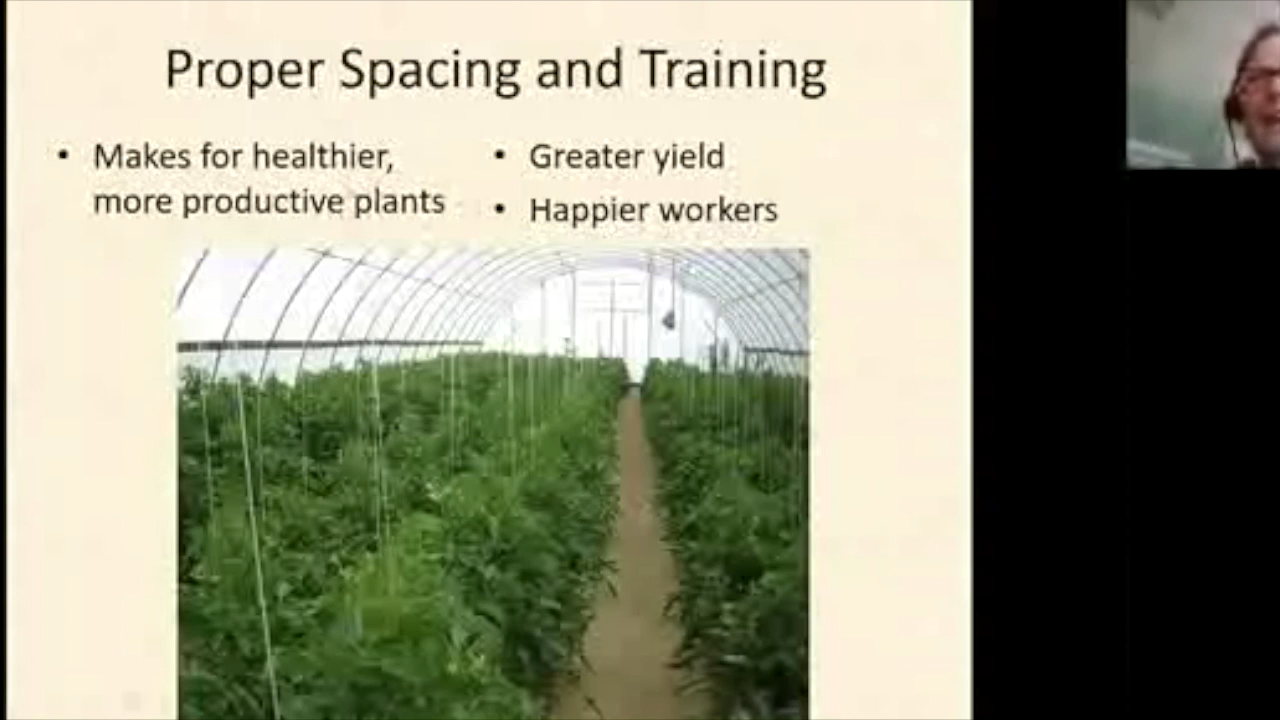 Proper Spacing and Training
• Makes for healthier,
more productive plants
• Greater yield
• Happier workers